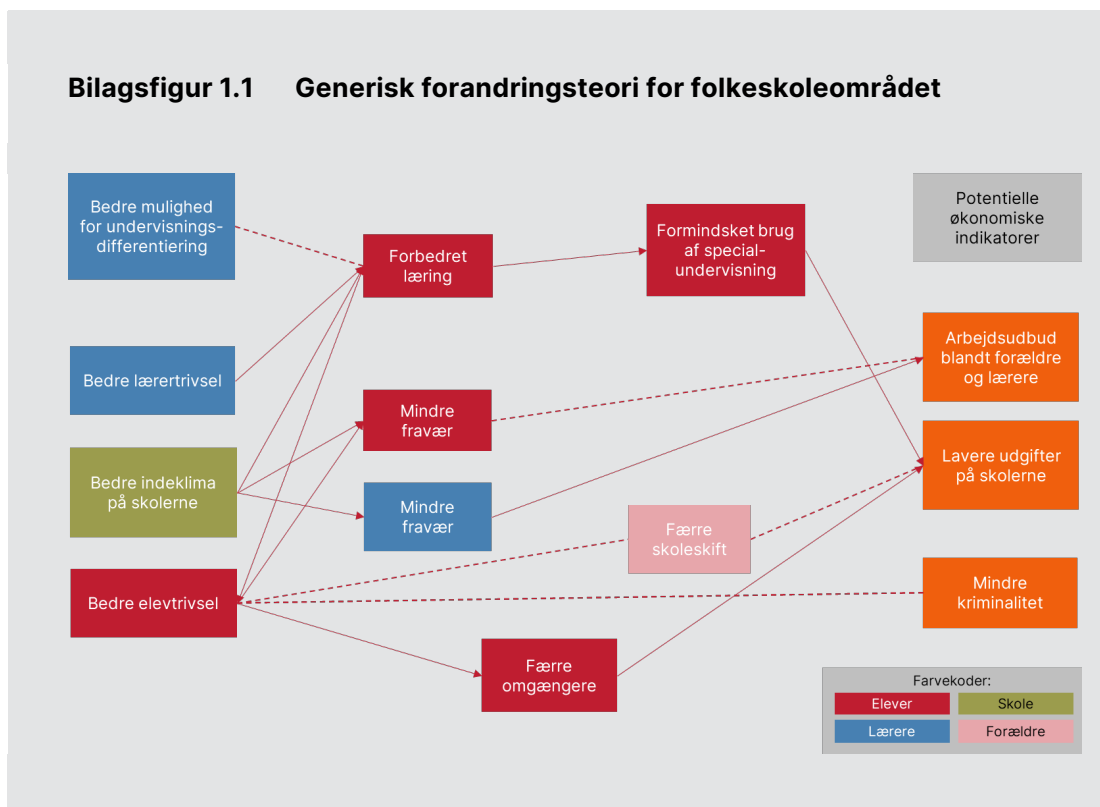 Bilagsfigur 1.1 Generisk forandringsteori for folkeskoleområdet
Bedre mulighed
for undervisnings-
differentiering
Bedre lærertrivsel
Bedre indeklima
på skolerne
Bedre elevtrivsel
Forbedret
læring
Mindre
fravær
Mindre
fravær
Færre
omgængere
Formindsket brug
af special-
undervisning
Færre
skoleskift
Potentielle
økonomiske
indikatorer
Arbejdsudbud
blandt forældre
og lærere
Lavere udgifter
på skolerne
Mindre
kriminalitet
Farvekoder:
Elever
Skole
Lærere
Forældre